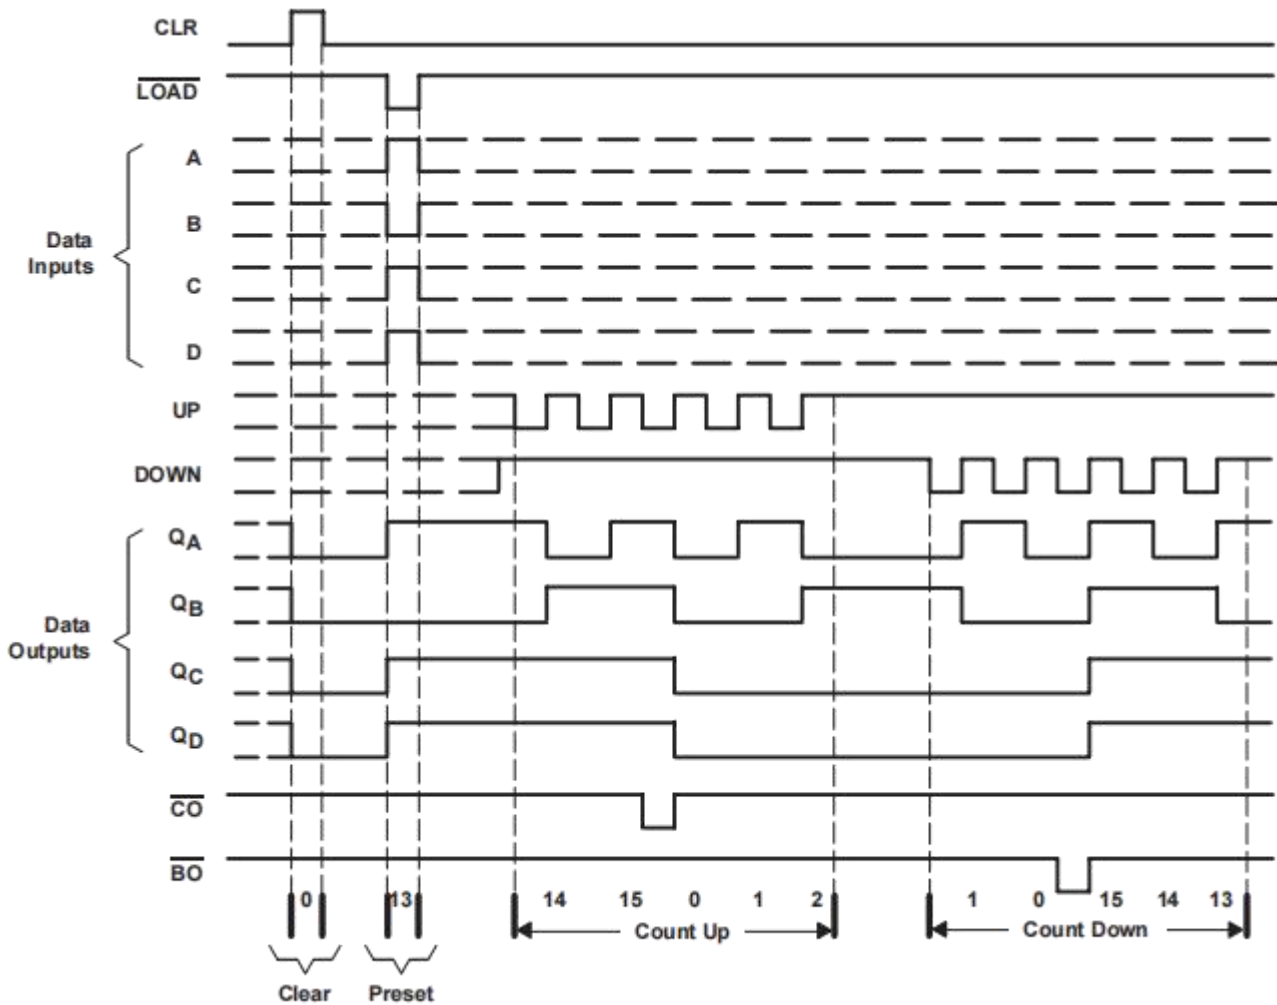 CLR
LOAD
A
B
Data
Inputs
C
D
UP
DOWN
QA
QB
Data
Outputs
QC
QD
CO
BO
0 13 14 15 0 1 2 1 0 15 14 13
Count Up Count Down
Clear Preset